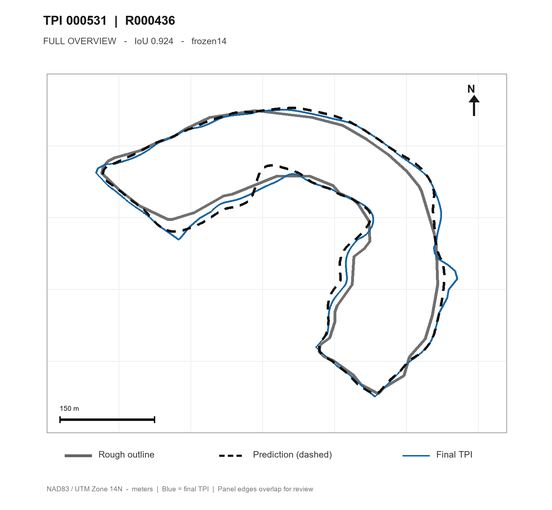 TPI 000531 | R000436
FULL OVERVIEW - IoU 0.924 - frozen14
N
150 m
Rough outline Prediction (dashed) Final TPI
NAD83 / UTM Zone 14N - meters | Blue = final TPI | Panel edges overlap for review